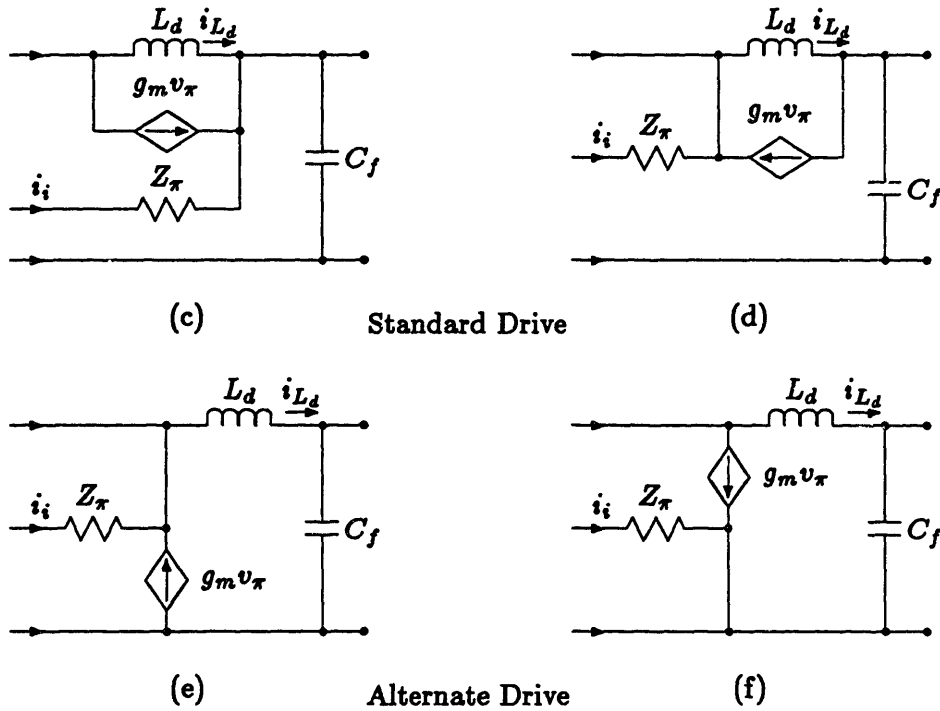 L_d i_{L_d}
g_m v_π
i_i Z_π
C_f
(c)
L_d i_{L_d}
g_m v_π
i_i Z_π
C_f
(d)
Standard Drive
L_d i_{L_d}
i_i Z_π
C_f
g_m v_π
(e)
L_d i_{L_d}
g_m v_π
i_i Z_π
C_f
(f)
Alternate Drive